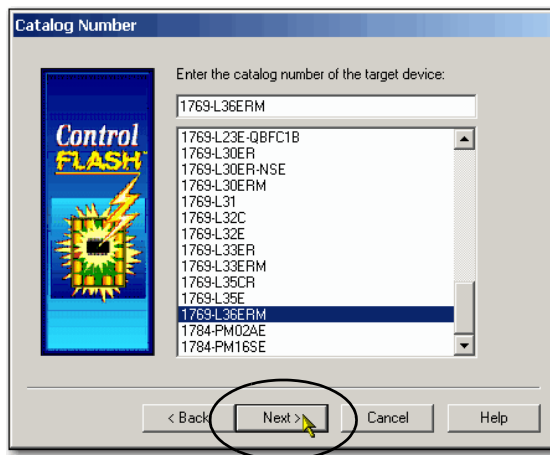 Catalog Number
Control
FLASH™
Enter the catalog number of the target device:
1769-L36ERM
1769-L23E-QBFC1B
1769-L30ER
1769-L30ER-NSE
1769-L30ERM
1769-L31
1769-L32C
1769-L32E
1769-L33ER
1769-L33ERM
1769-L35CR
1769-L35E
1769-L36ERM
1784-PM02AE
1784-PM16SE
< Back
Next >
Cancel
Help